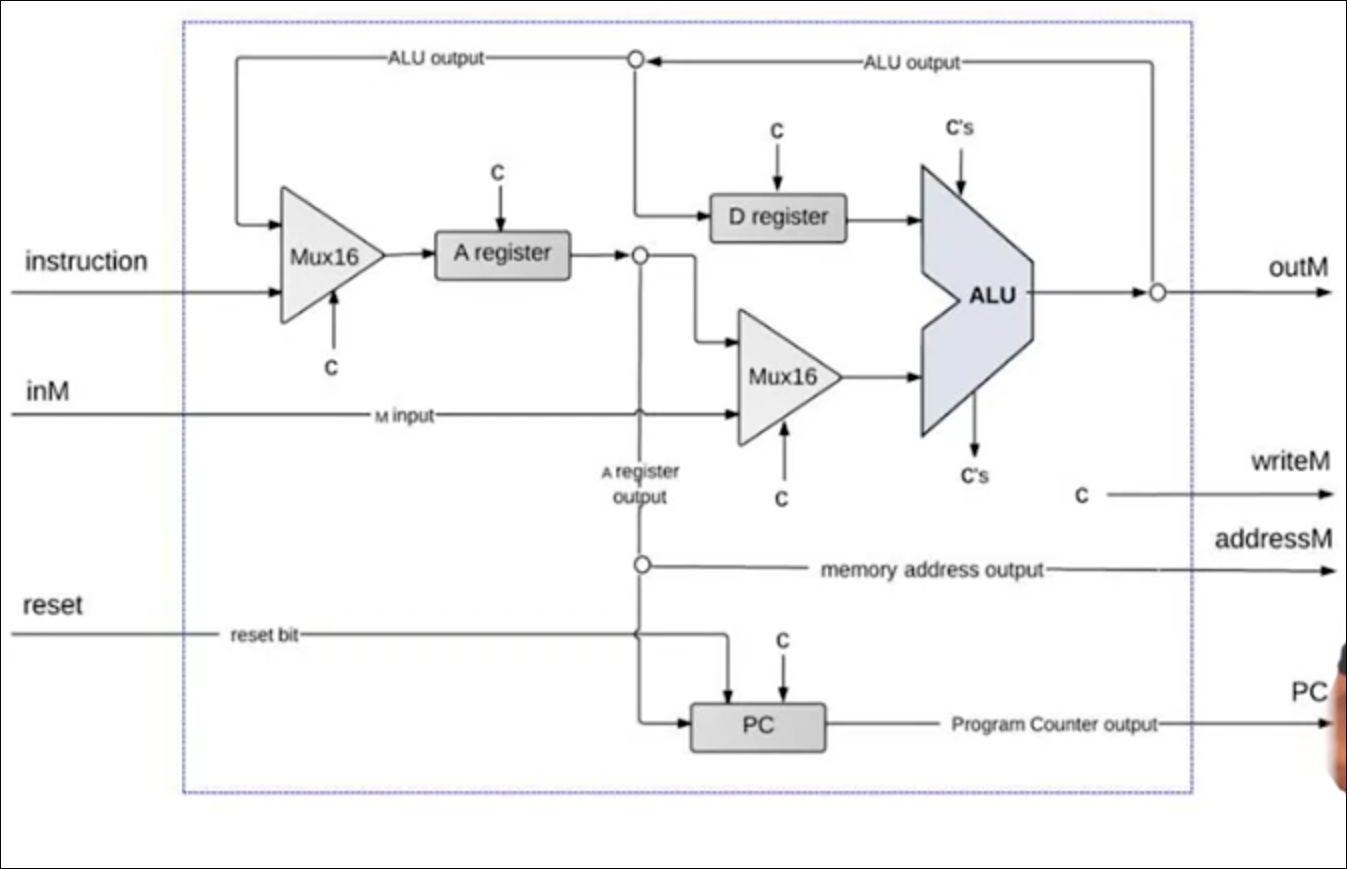 ALU output
ALU output
C
C's
C
D register
Mux16
A register
instruction
outM
ALU
C
Mux16
inM
M input
A register
output
C
C's
writeM
C
addressM
memory address output
reset
reset bit
C
PC
PC
Program Counter output